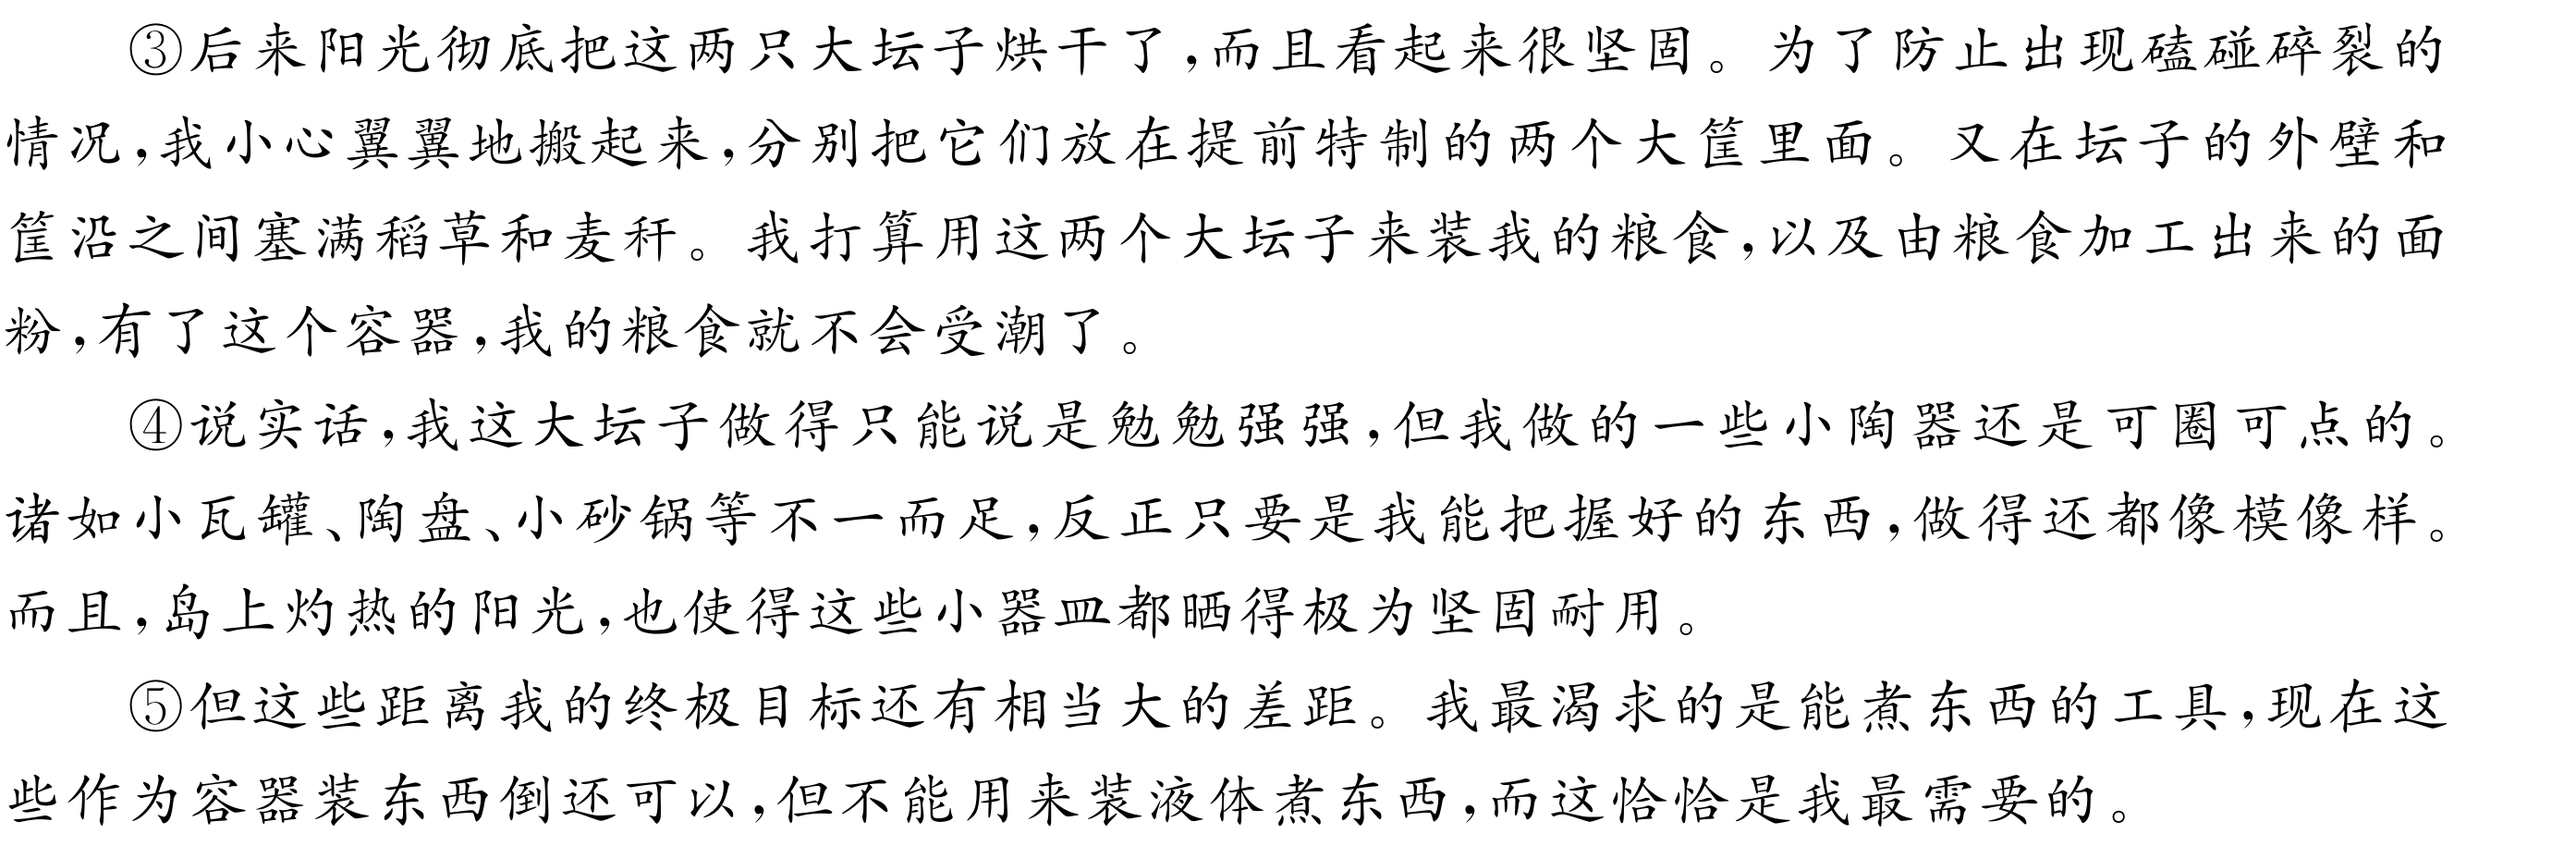 ③后来阳光彻底把这两只大坛子烘干了,而且看起来很坚固。为了防止出现磕碰碎裂的
情况,我小心翼翼地搬起来,分别把它们放在提前特制的两个大筐里面。又在坛子的外壁和
筐沿之间塞满稻草和麦秆。我打算用这两个大坛子来装我的粮食,以及由粮食加工出来的面
粉,有了这个容器,我的粮食就不会受潮了。
④说实话,我这大坛子做得只能说是勉勉强强,但我做的一些小陶器还是可圈可点的。
诸如小瓦罐、陶盘、小砂锅等不一而足,反正只要是我能把握好的东西,做得还都像模像样。
而且,岛上灼热的阳光,也使得这些小器皿都晒得极为坚固耐用。
⑤但这些距离我的终极目标还有相当大的差距。我最渴求的是能煮东西的工具,现在这
些作为容器装东西倒还可以,但不能用来装液体煮东西,而这恰恰是我最需要的。